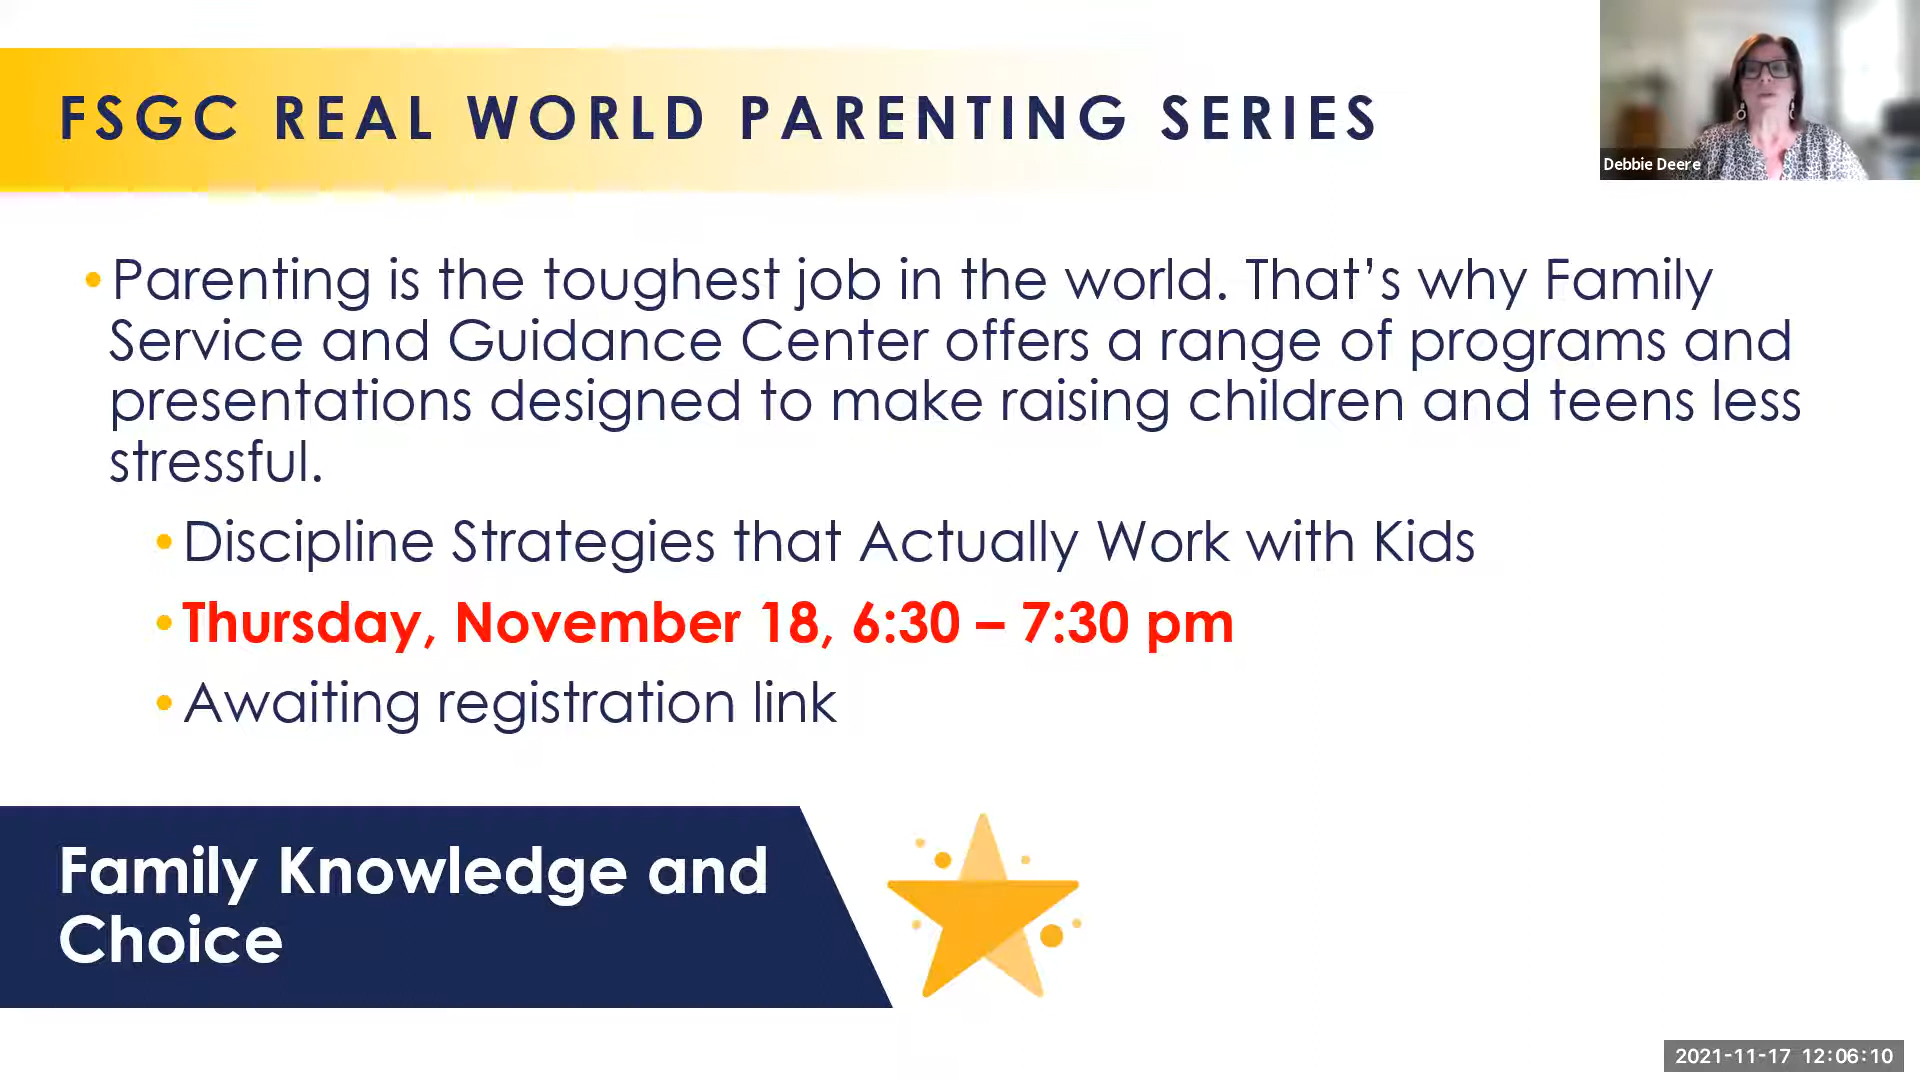 FSGC REAL WORLD PARENTING SERIES
Debbie Deere
•Parenting is the toughest job in the world. That’s why Family
Service and Guidance Center offers a range of programs and
presentations designed to make raising children and teens less
stressful.
•Discipline Strategies that Actually Work with Kids
•Thursday, November 18, 6:30 – 7:30 pm
•Awaiting registration link
Family Knowledge and
Choice
2021-11-17 12:06:10